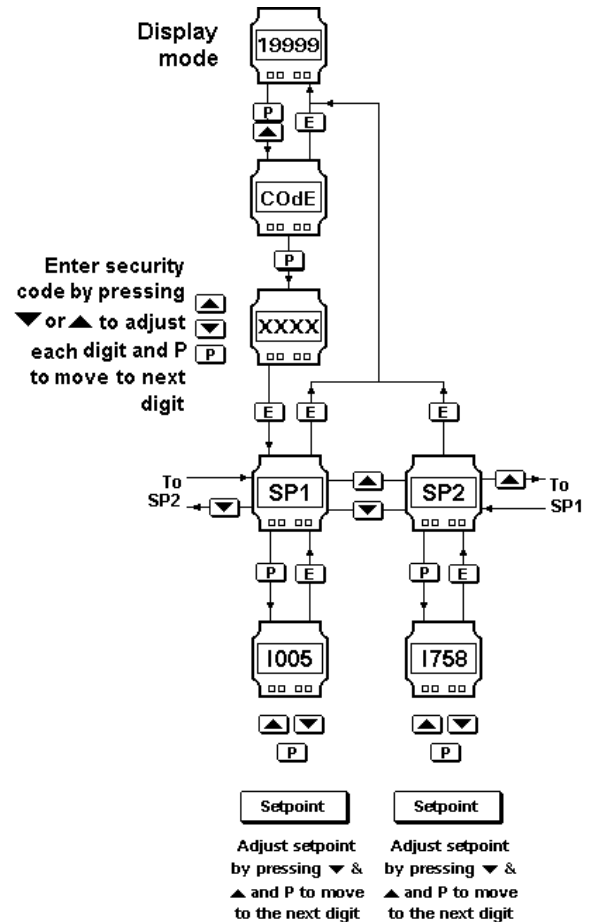 Display
mode
19999
P
▲
E
COdE
P
Enter security
code by pressing
▼ or ▲ to adjust
each digit and P
to move to next
digit
▲
▼
P
XXXX
E
E
E
To
SP2
▼
SP1
▲
▼
SP2
▲
To
SP1
P
E
P
E
1005
1758
▲ ▼
P
▲ ▼
P
Setpoint
Setpoint
Adjust setpoint
by pressing ▼ &
▲ and P to move
to the next digit
Adjust setpoint
by pressing ▼ &
▲ and P to move
to the next digit